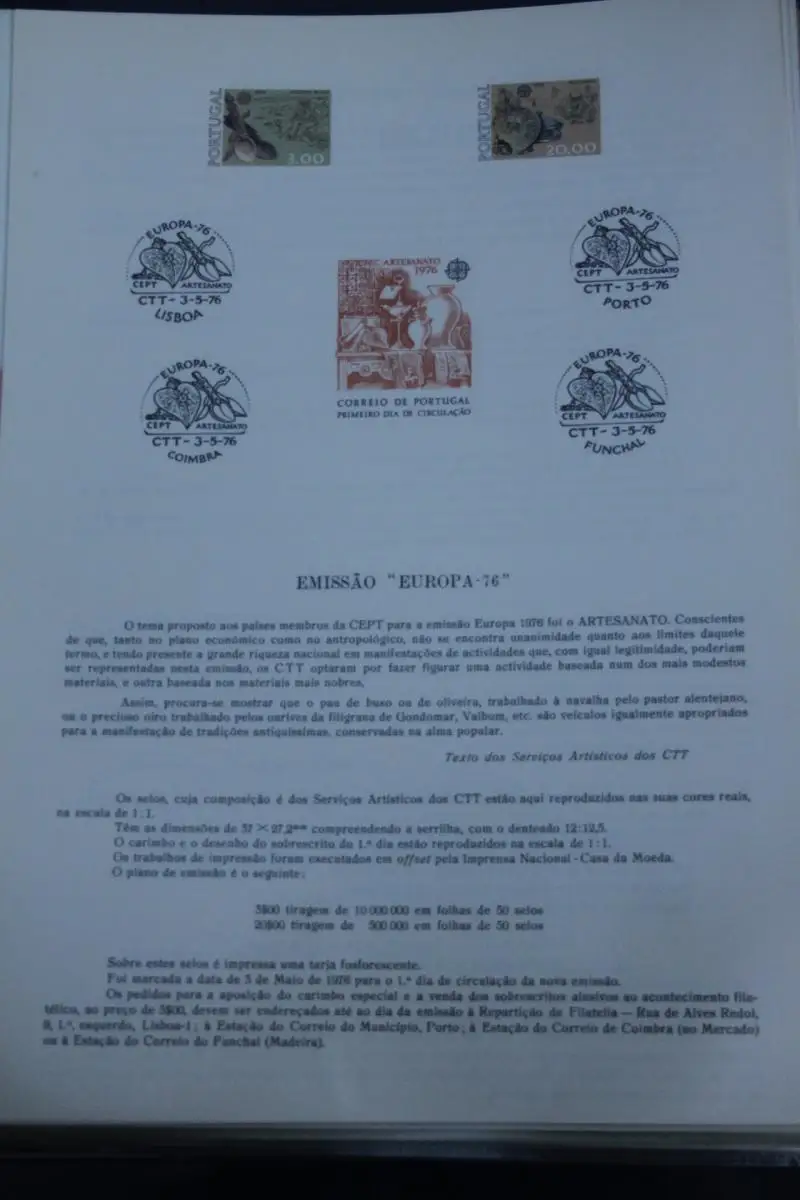 PORTUGAL
3.00
PORTUGAL
20.00
EUROPA-76
CEPT ARTESANATO
CTT - 3-5-76
LISBOA
ARTESANATO
1976
CORREIO DE PORTUGAL
PRIMEIRO DIA DE CIRCULAÇÃO
EUROPA-76
CEPT ARTESANATO
CTT - 3-5-76
PORTO
EUROPA-76
CEPT ARTESANATO
CTT - 3-5-76
COIMBRA
EUROPA-76
CEPT ARTESANATO
CTT - 3-5-76
FUNCHAL
EMISSÃO "EUROPA-76"
O tema proposto aos países membros da CEPT para a emissão Europa 1976 foi o ARTESANATO. Conscientes
de que, tanto no plano económico como no antropológico, não se encontra unanimidade quanto aos limites daquele
termo, e tendo presente a grande riqueza nacional em manifestações de actividades que, com igual legitimidade, poderiam
ser representadas nesta emissão, os CTT optaram por fazer figurar uma actividade baseada num dos mais modestos
materiais, e outra baseada nos materiais mais nobres.
Assim, procura-se mostrar que o pau de buxo ou de oliveira, trabalhado à navalha pelo pastor alentejano,
ou o precioso oiro trabalhado pelos ourives da filigrana de Gondomar, Valbom, etc. são veículos igualmente apropriados
para a manifestação de tradições antiquíssimas, conservadas na alma popular.
Texto dos Serviços Artísticos dos CTT
Os selos, cuja composição é dos Serviços Artísticos dos CTT estão aqui reproduzidos nas suas cores reais,
na escala de 1:1.
Têm as dimensões de 37 × 27,2mm compreendendo a serrilha, com o denteado 12:12,5.
O carimbo e o desenho do sobrescrito do 1.º dia estão reproduzidos na escala de 1:1.
Os trabalhos de impressão foram executados em offset pela Imprensa Nacional-Casa da Moeda.
O plano de emissão é o seguinte:
3$00 tiragem de 10 000 000 em folhas de 50 selos
20$00 tiragem de 500 000 em folhas de 50 selos
Sobre estes selos é impressa uma tarja fosforescente.
Foi marcada a data de 3 de Maio de 1976 para o 1.º dia de circulação da nova emissão.
Os pedidos para a aposição do carimbo especial e a venda dos sobrescritos alusivos ao acontecimento fila-
télico, ao preço de 3$00, devem ser endereçados até ao dia da emissão à Repartição de Filatelia — Rua de Alves Redol,
9, 1.º, esquerdo, Lisboa-1; à Estação do Correio do Município, Porto; à Estação do Correio de Coimbra (no Mercado)
ou à Estação do Correio do Funchal (Madeira).